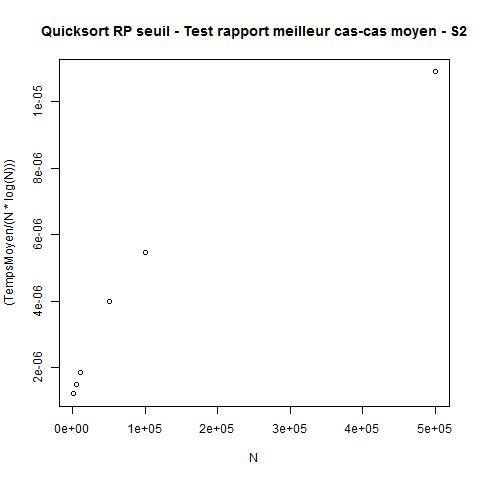 Quicksort RP seuil - Test rapport meilleur cas-cas moyen - S2
(TempsMoyen/(N * log(N)))
1e-05
8e-06
6e-06
4e-06
2e-06
0e+00 1e+05 2e+05 3e+05 4e+05 5e+05
N